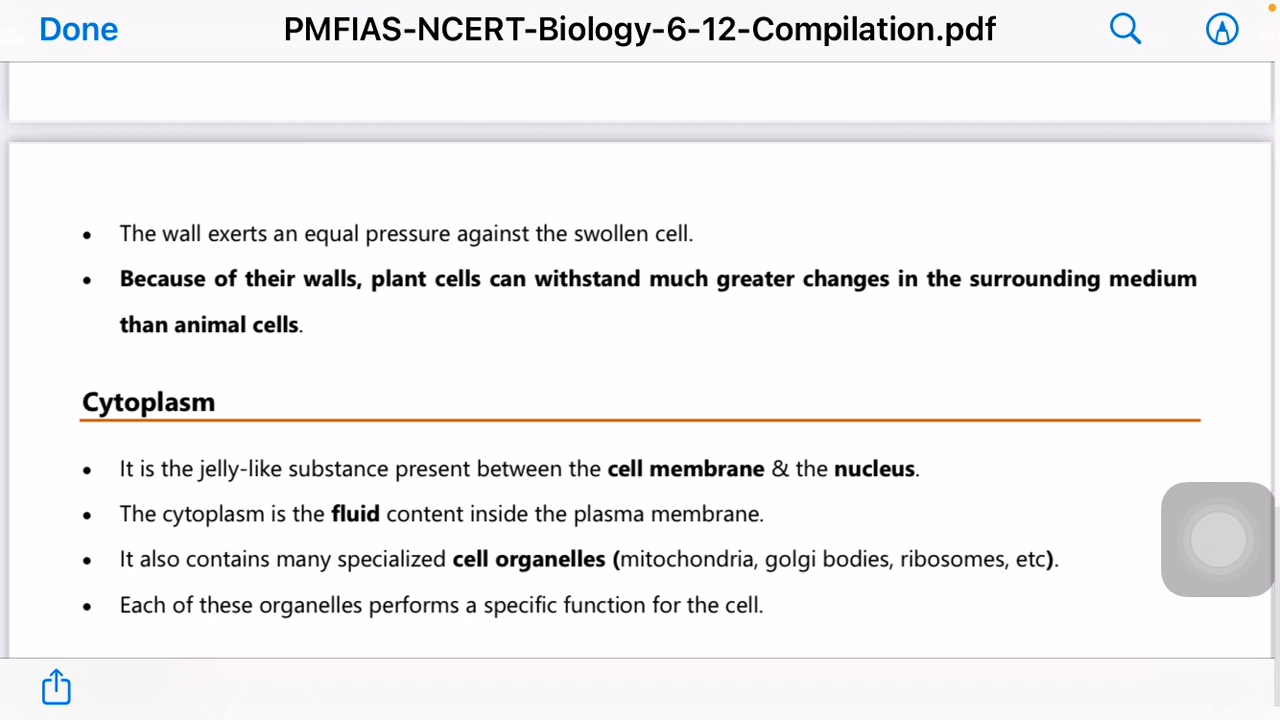 Done PMFIAS-NCERT-Biology-6-12-Compilation.pdf
• The wall exerts an equal pressure against the swollen cell.
• Because of their walls, plant cells can withstand much greater changes in the surrounding medium
than animal cells.
Cytoplasm
• It is the jelly-like substance present between the cell membrane & the nucleus.
• The cytoplasm is the fluid content inside the plasma membrane.
• It also contains many specialized cell organelles (mitochondria, golgi bodies, ribosomes, etc).
• Each of these organelles performs a specific function for the cell.